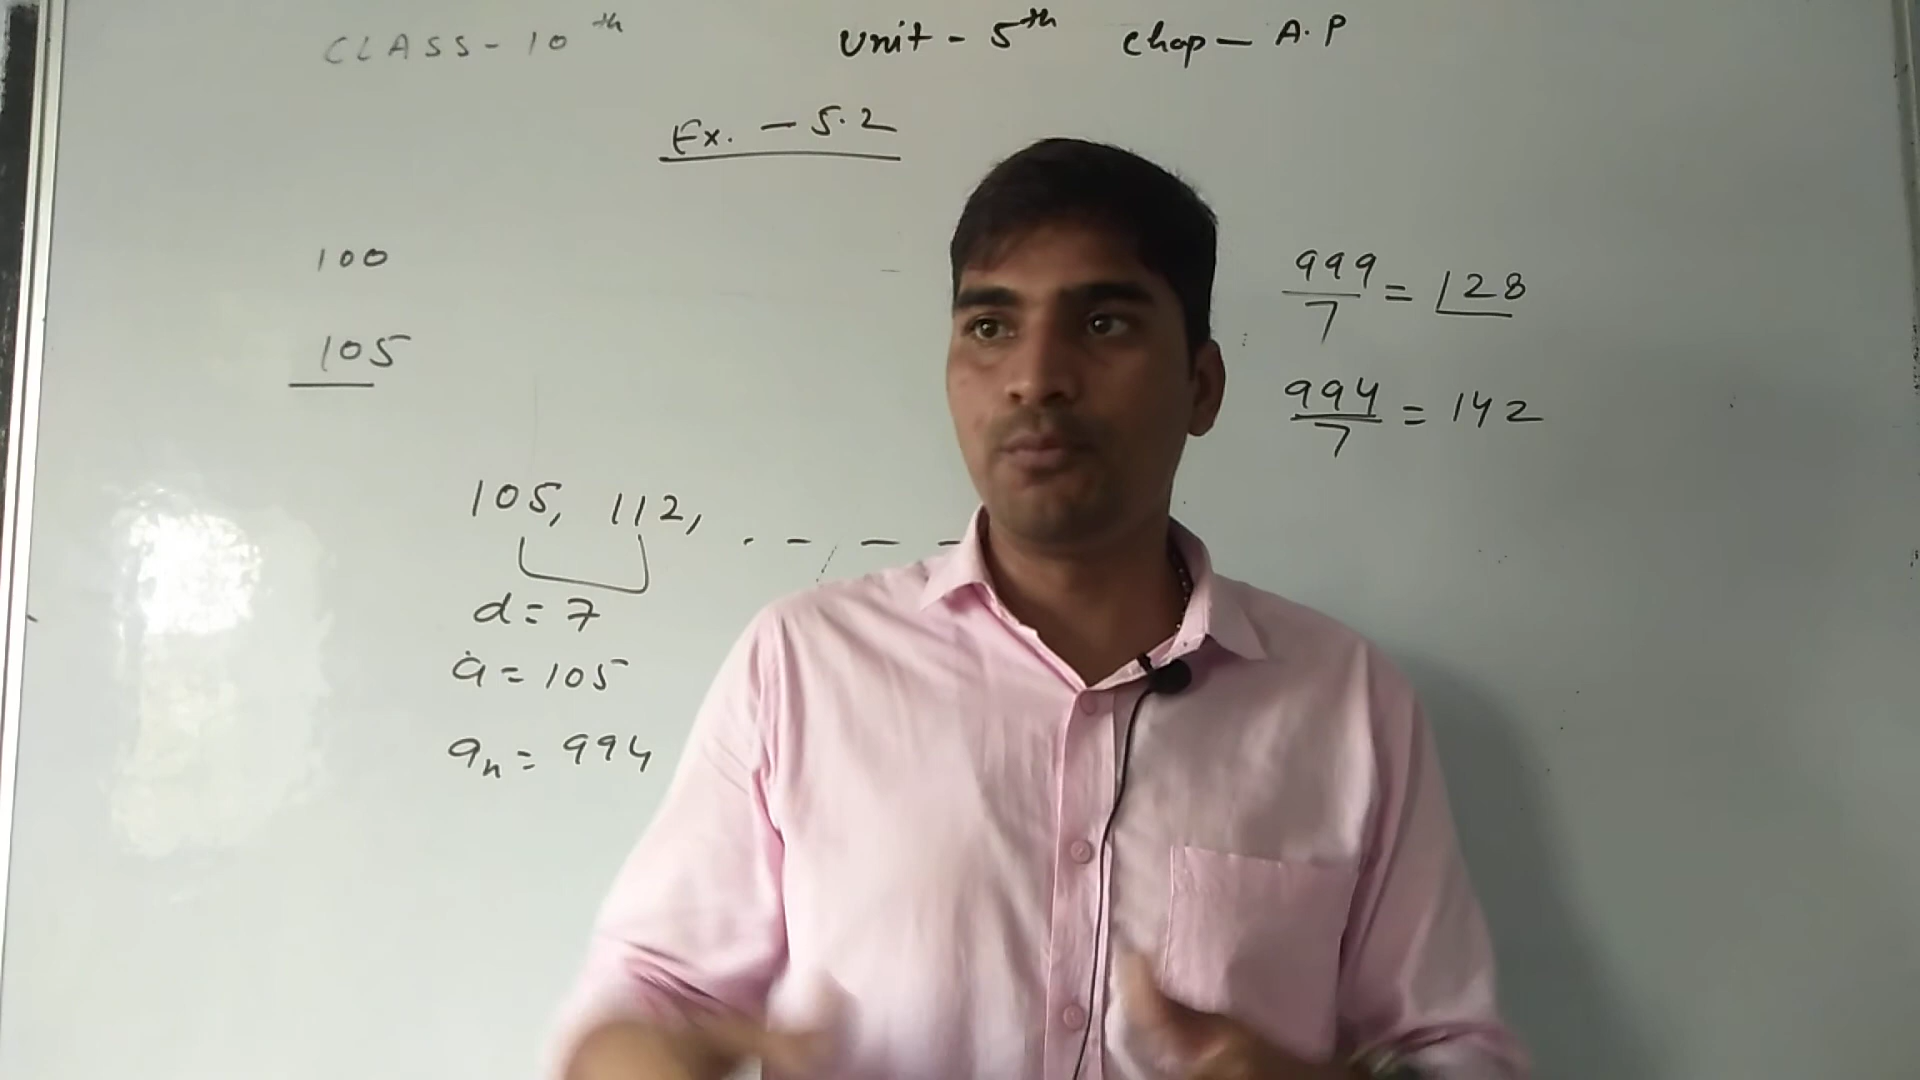 CLASS - 10th Unit - 5th Chap - A.P
Ex. - 5.2
100
105
999/7 = 128
994/7 = 142
105, 112, . - - -
d = 7
a = 105
an = 994